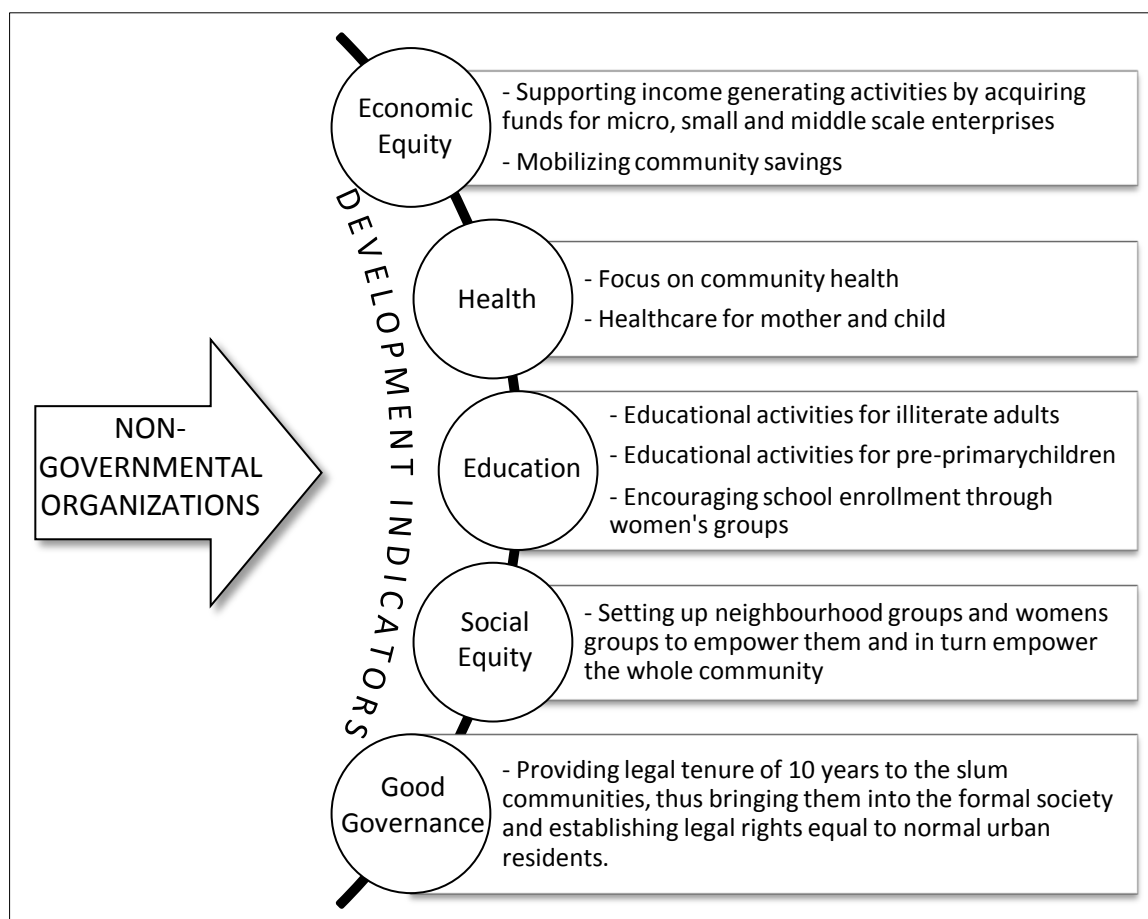 NON-
GOVERNMENTAL
ORGANIZATIONS
DEVELOPMENT INDICATORS
Economic
Equity
- Supporting income generating activities by acquiring
funds for micro, small and middle scale enterprises
- Mobilizing community savings
Health
- Focus on community health
- Healthcare for mother and child
Education
- Educational activities for illiterate adults
- Educational activities for pre-primarychildren
- Encouraging school enrollment through
women's groups
Social
Equity
- Setting up neighbourhood groups and womens
groups to empower them and in turn empower
the whole community
Good
Governance
- Providing legal tenure of 10 years to the slum
communities, thus bringing them into the formal society
and establishing legal rights equal to normal urban
residents.